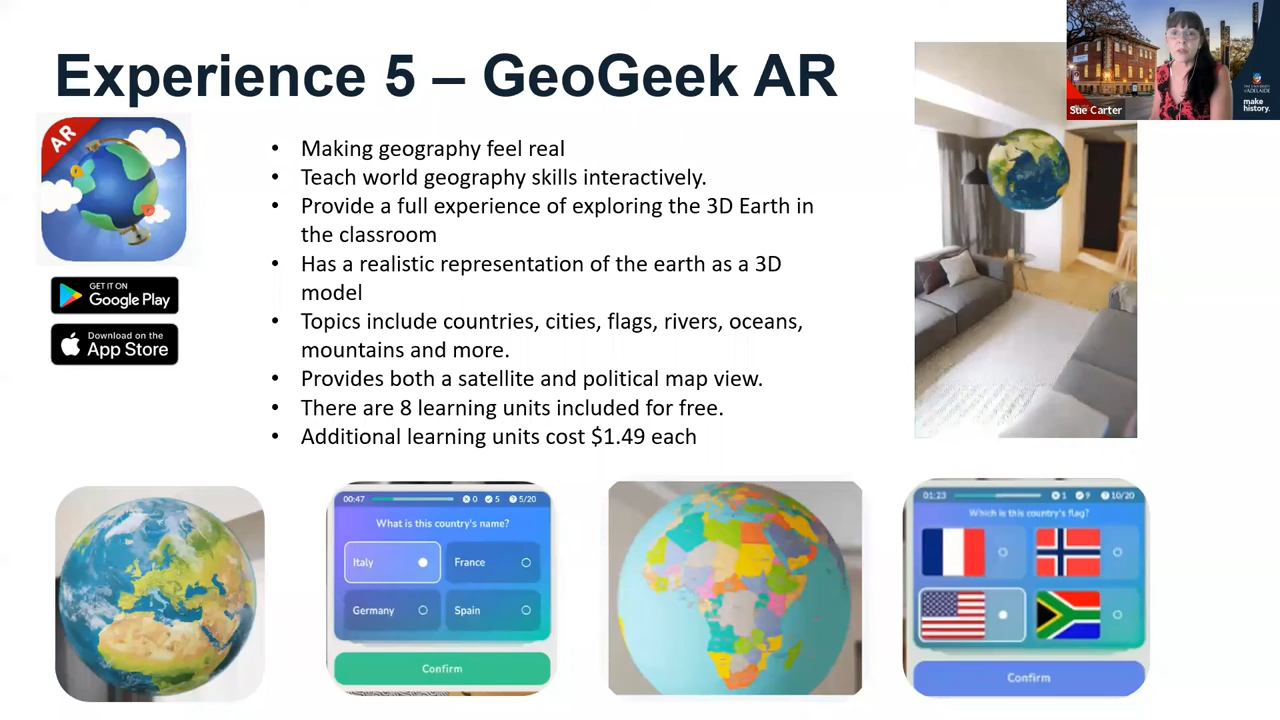 Experience 5 – GeoGeek AR
AR
GET IT ON
Google Play
Download on the
App Store
• Making geography feel real
• Teach world geography skills interactively.
• Provide a full experience of exploring the 3D Earth in
the classroom
• Has a realistic representation of the earth as a 3D
model
• Topics include countries, cities, flags, rivers, oceans,
mountains and more.
• Provides both a satellite and political map view.
• There are 8 learning units included for free.
• Additional learning units cost $1.49 each
Sue Carter
make
history.
00:47 0 5 5/20
What is this country's name?
Italy
France
Germany
Spain
Confirm
01:23 1 9 10/20
Which is this country's flag?
Confirm